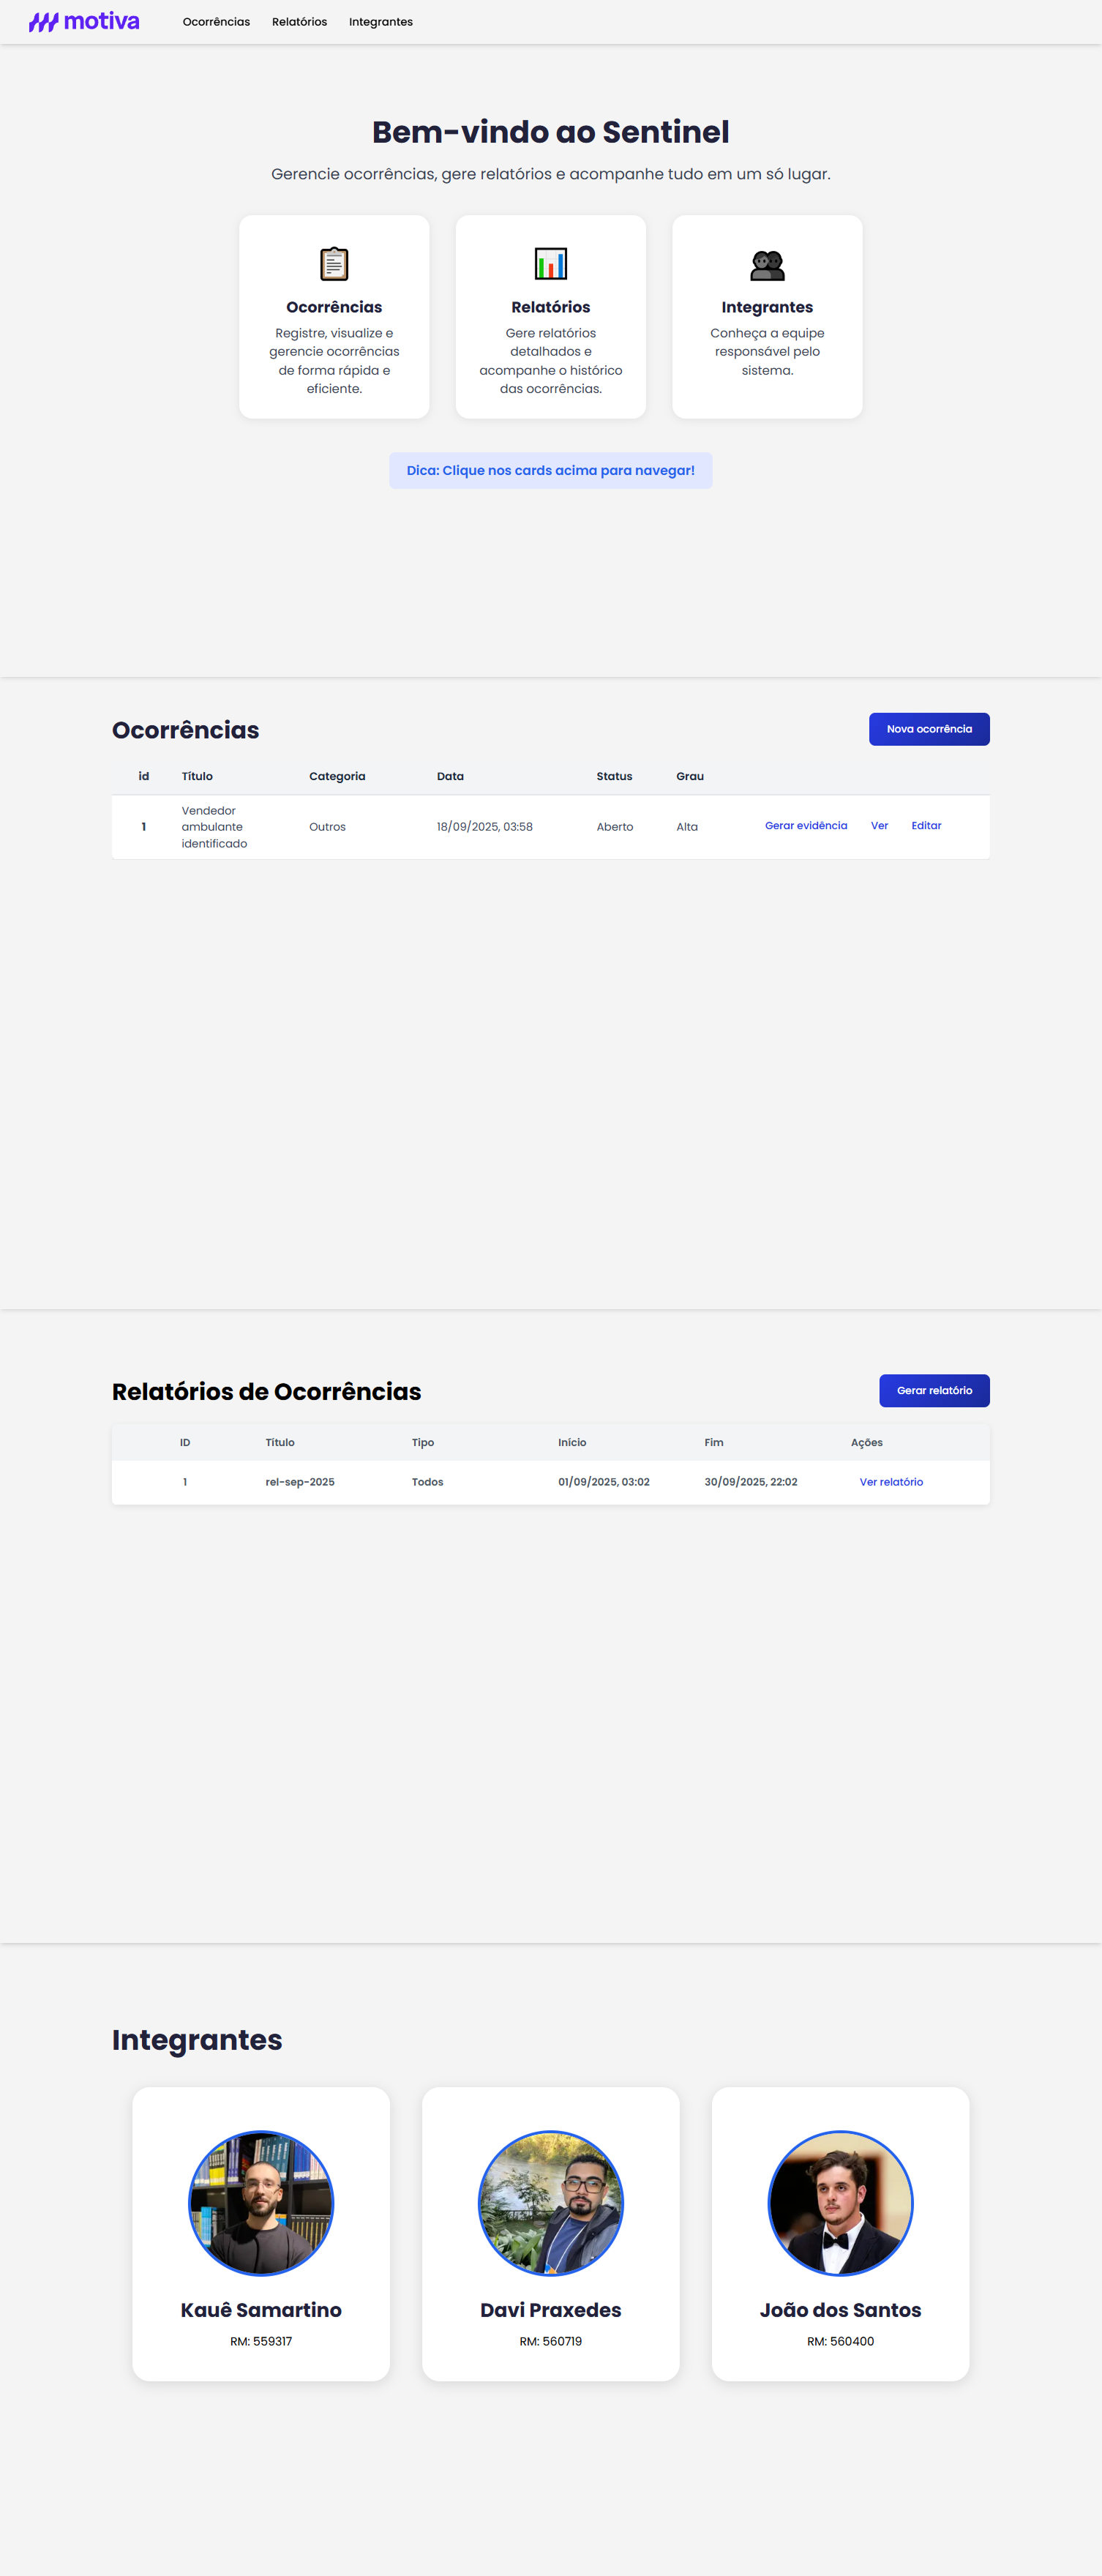 motiva Ocorrências Relatórios Integrantes
Bem-vindo ao Sentinel
Gerencie ocorrências, gere relatórios e acompanhe tudo em um só lugar.
Ocorrências
Registre, visualize e
gerencie ocorrências
de forma rápida e
eficiente.
Relatórios
Gere relatórios
detalhados e
acompanhe o histórico
das ocorrências.
Integrantes
Conheça a equipe
responsável pelo
sistema.
Dica: Clique nos cards acima para navegar!
Ocorrências
Nova ocorrência
id Título Categoria Data Status Grau
1 Vendedor ambulante identificado Outros 18/09/2025, 03:58 Aberto Alta Gerar evidência Ver Editar
Relatórios de Ocorrências
Gerar relatório
ID Título Tipo Início Fim Ações
1 rel-sep-2025 Todos 01/09/2025, 03:02 30/09/2025, 22:02 Ver relatório
Integrantes
Kauê Samartino
RM: 559317
Davi Praxedes
RM: 560719
João dos Santos
RM: 560400